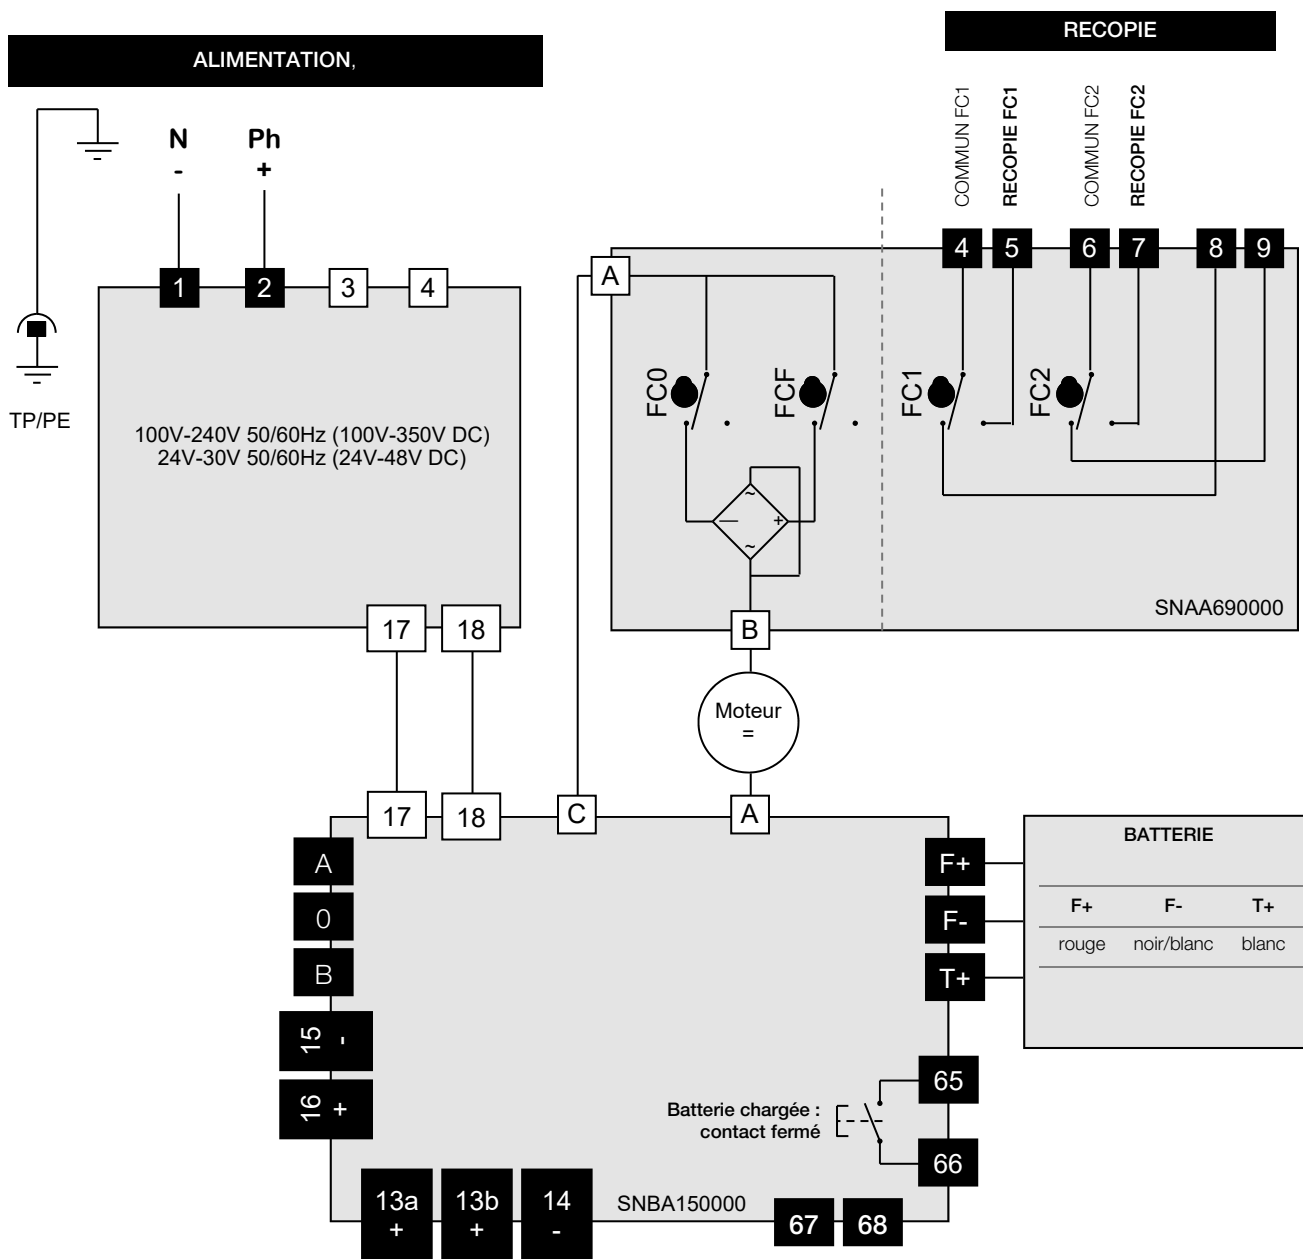 ALIMENTATION,
RECOPIE
COMMUN FC1
RECOPIE FC1
COMMUN FC2
RECOPIE FC2
N
-
Ph
+
1
2
3
4
TP/PE
100V-240V 50/60Hz (100V-350V DC)
24V-30V 50/60Hz (24V-48V DC)
17
18
A
4
5
6
7
8
9
FC0
FCF
FC1
FC2
~
—
+
~
SNAA690000
B
Moteur
=
17
18
C
A
A
0
B
15 -
16 +
F+
F-
T+
BATTERIE
F+ F- T+
rouge noir/blanc blanc
65
Batterie chargée :
contact fermé
66
13a
+
13b
+
14
-
SNBA150000
67
68